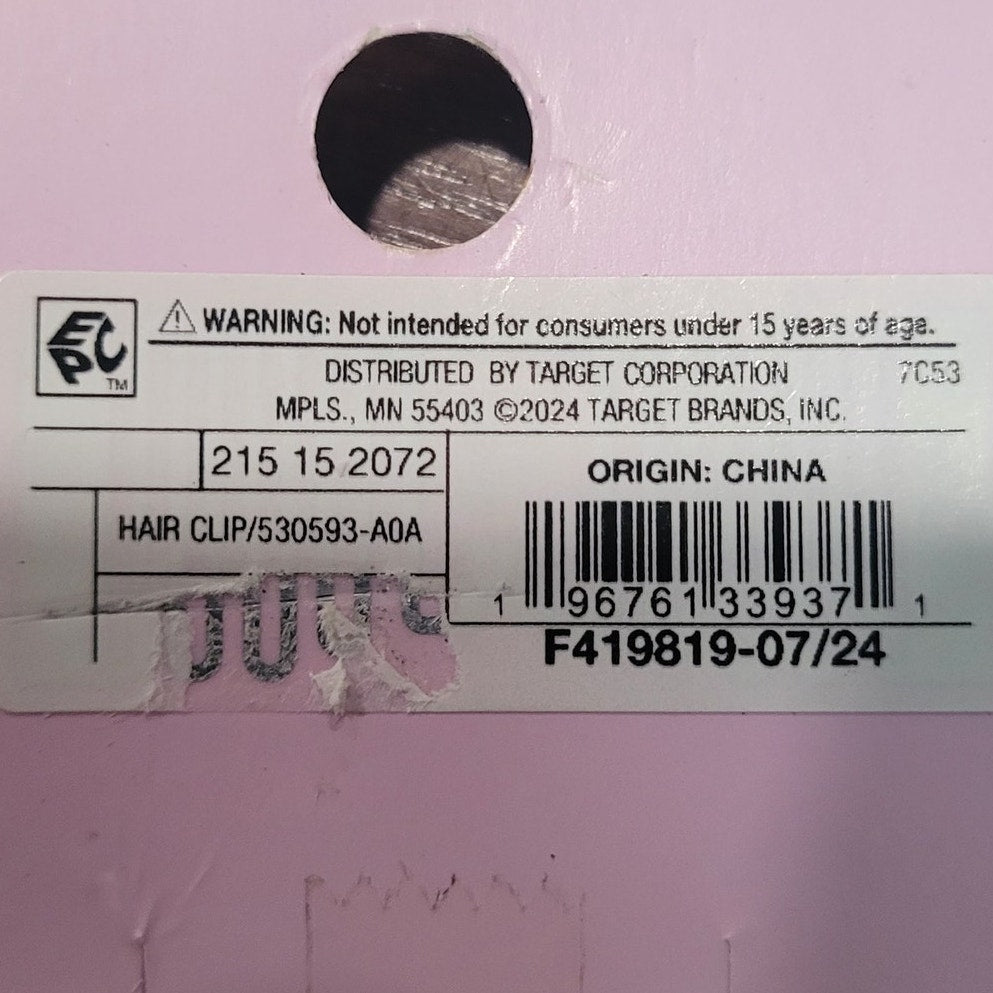 EPC
TM
WARNING: Not intended for consumers under 15 years of age.
DISTRIBUTED BY TARGET CORPORATION 7C53
MPLS., MN 55403 ©2024 TARGET BRANDS, INC.
215 15 2072
ORIGIN: CHINA
HAIR CLIP/530593-A0A
1 96761 33937 1
F419819-07/24